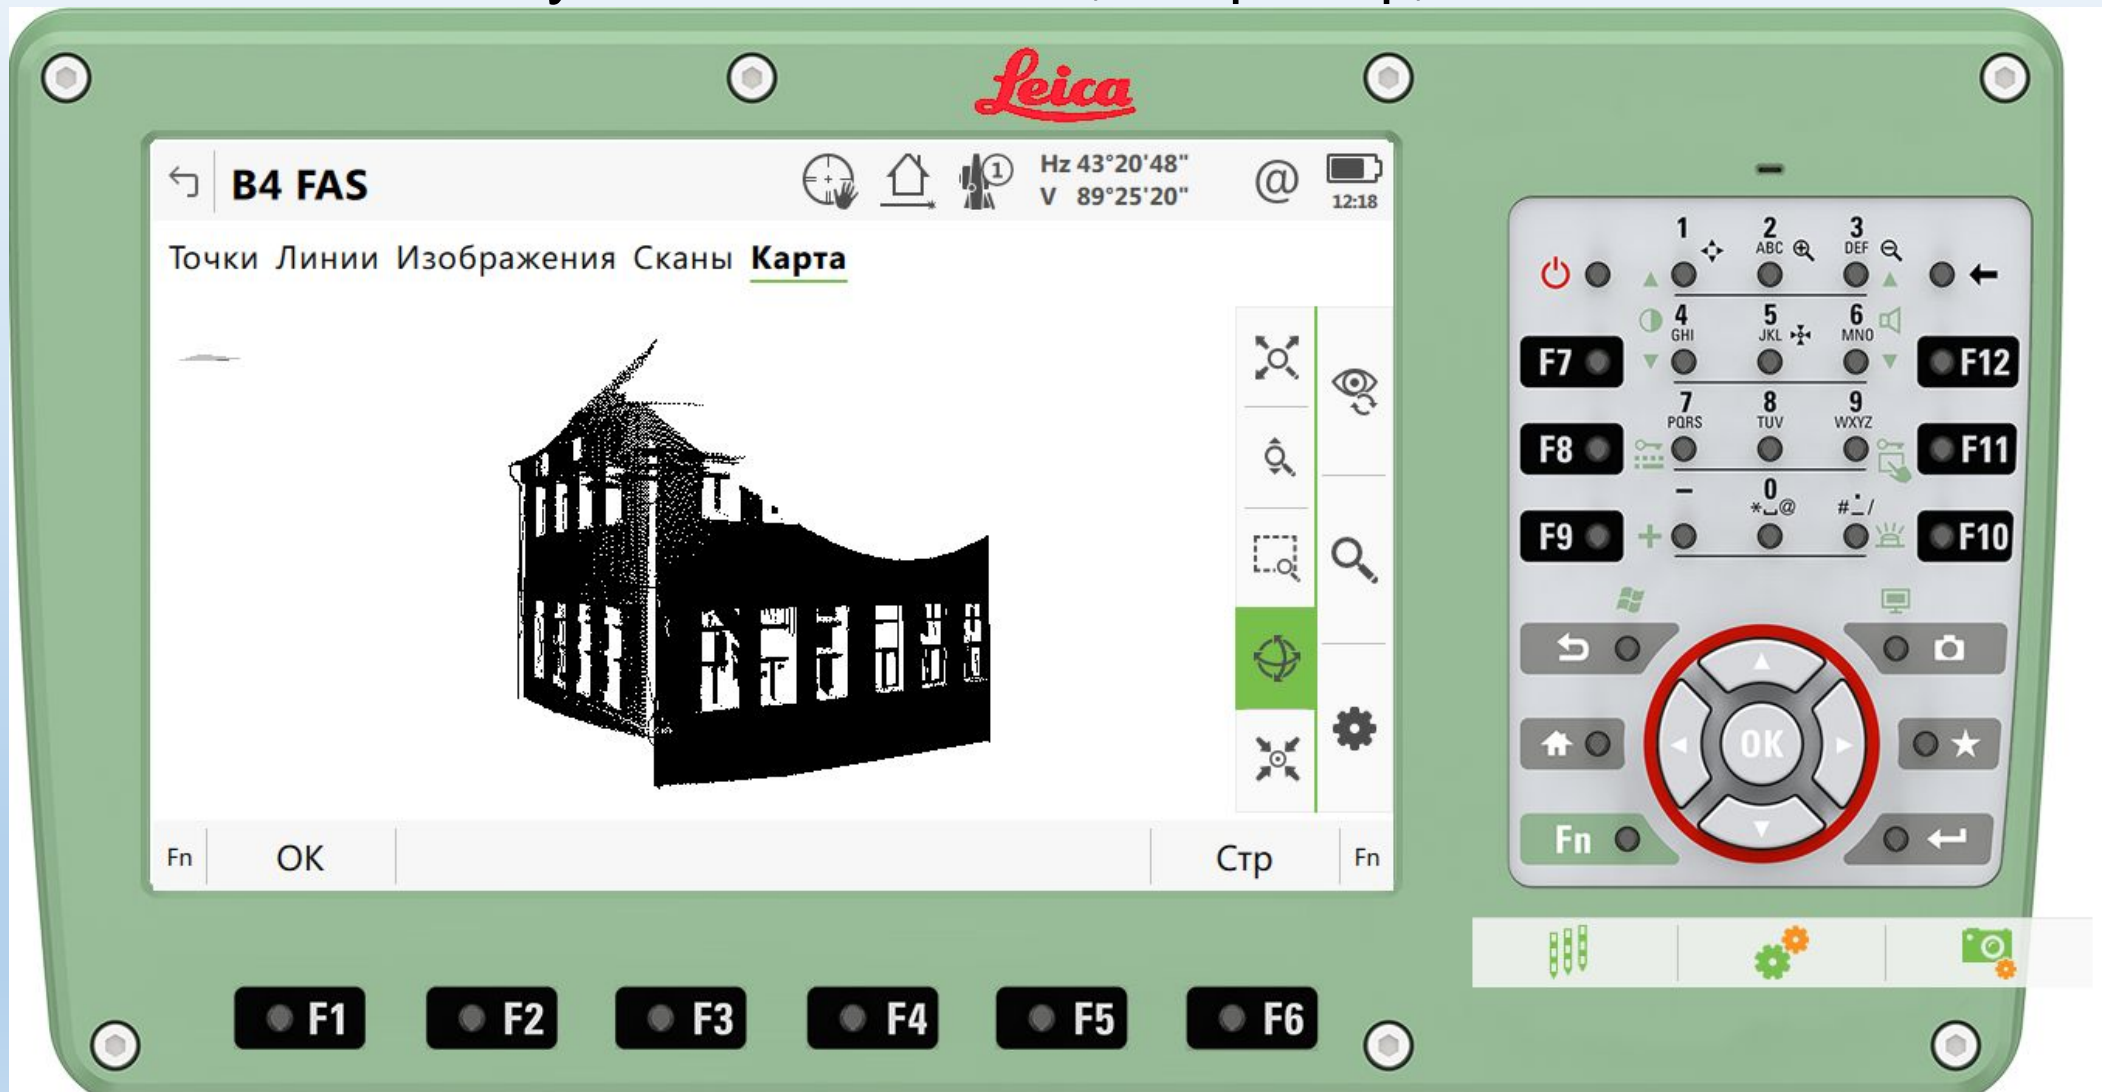 Leica
B4 FAS
1
Hz 43°20'48"
V 89°25'20"
@
12:18
Точки Линии Изображения Сканы Карта
Fn
OK
Стр
Fn
F1
F2
F3
F4
F5
F6
1
2
ABC
3
DEF
4
GHI
5
JKL
6
MNO
7
PQRS
8
TUV
9
WXYZ
-
0
*␣@
.
#_/
F7
F12
F8
F11
F9
F10
OK
Fn